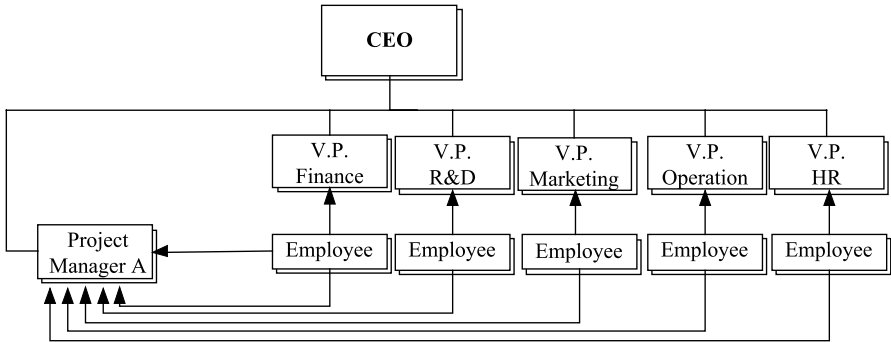 CEO
V.P.
Finance
V.P.
R&D
V.P.
Marketing
V.P.
Operation
V.P.
HR
Project
Manager A
Employee
Employee
Employee
Employee
Employee